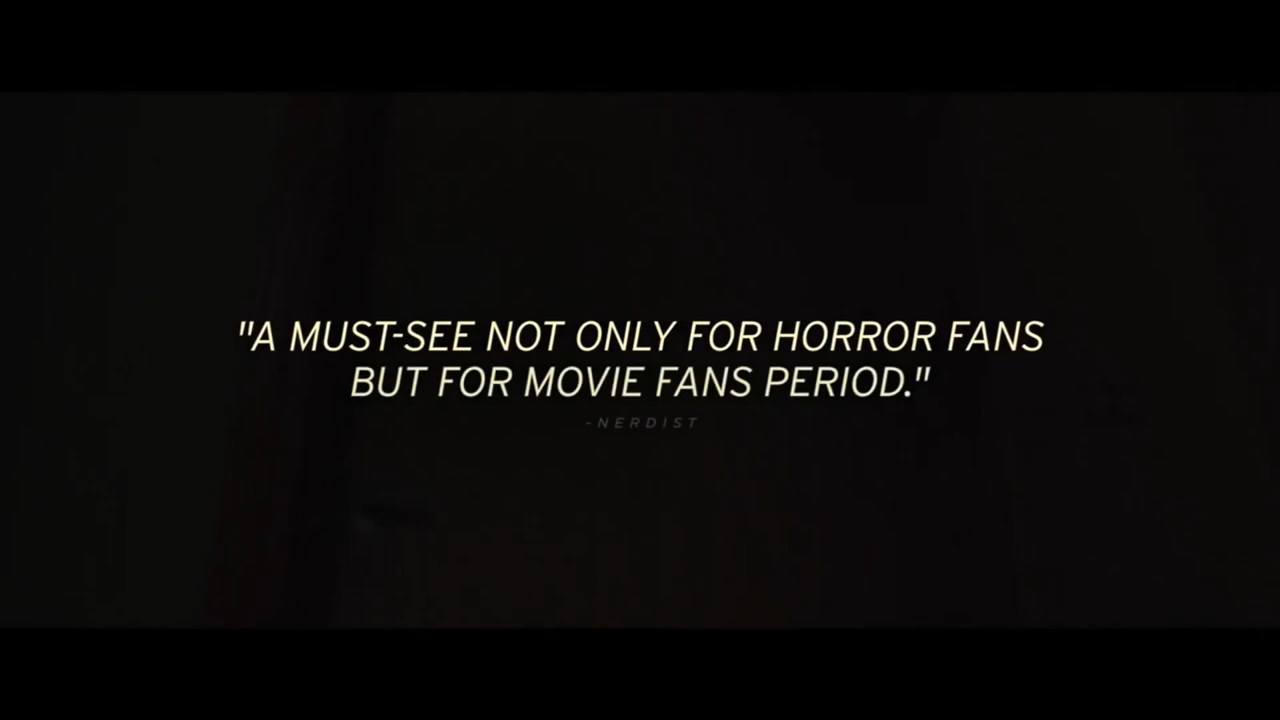 "A MUST-SEE NOT ONLY FOR HORROR FANS
BUT FOR MOVIE FANS PERIOD."
-NERDIST